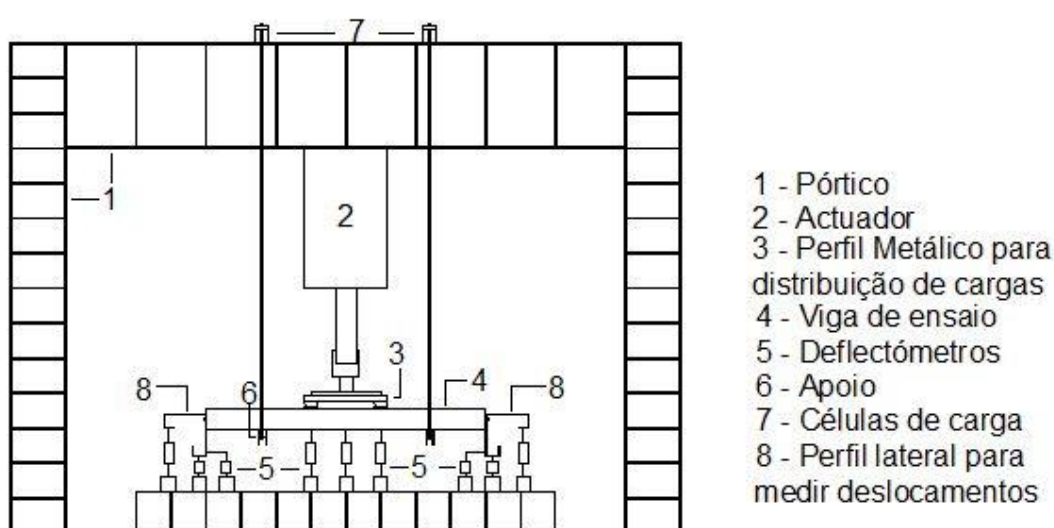 7
1
2
3
8
6
4
8
5
5
1 - Pórtico
2 - Actuador
3 - Perfil Metálico para
distribuição de cargas
4 - Viga de ensaio
5 - Deflectómetros
6 - Apoio
7 - Células de carga
8 - Perfil lateral para
medir deslocamentos